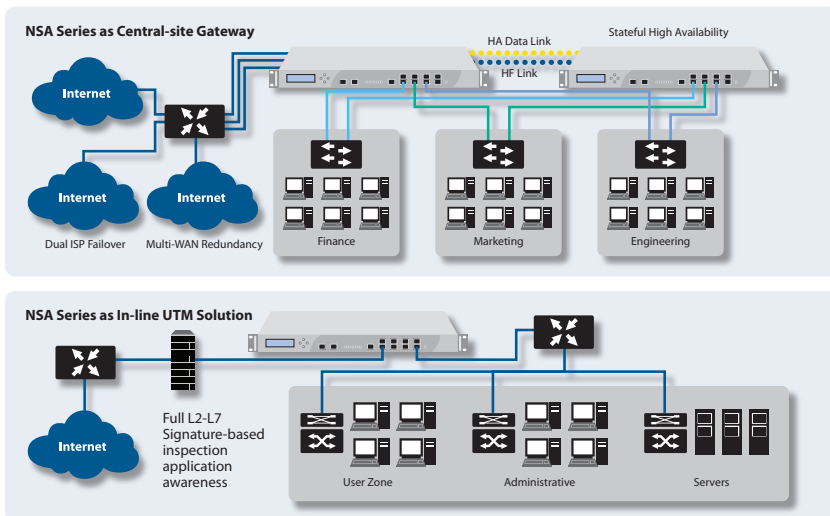 NSA Series as Central-site Gateway
HA Data Link
Stateful High Availability
HF Link
Internet
Internet
Internet
Dual ISP Failover
Multi-WAN Redundancy
Finance
Marketing
Engineering
NSA Series as In-line UTM Solution
Internet
Full L2-L7
Signature-based
inspection
application
awareness
User Zone
Administrative
Servers